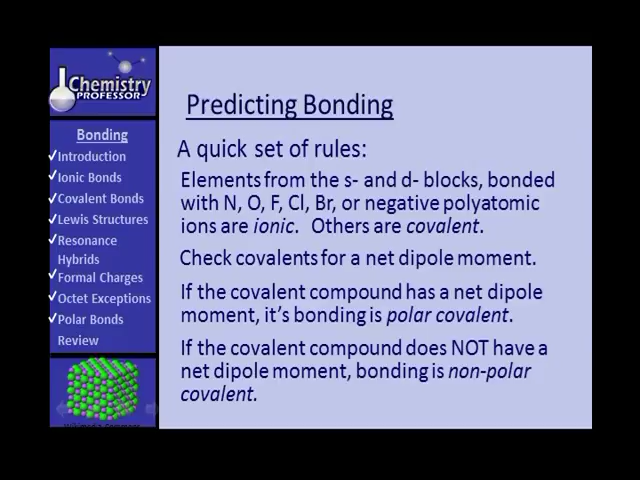 Chemistry
PROFESSOR
Bonding
✓Introduction
✓Ionic Bonds
✓Covalent Bonds
✓Lewis Structures
✓Resonance
Hybrids
✓Formal Charges
✓Octet Exceptions
✓Polar Bonds
Review
Predicting Bonding
A quick set of rules:
Elements from the s- and d- blocks, bonded
with N, O, F, Cl, Br, or negative polyatomic
ions are ionic. Others are covalent.
Check covalents for a net dipole moment.
If the covalent compound has a net dipole
moment, it's bonding is polar covalent.
If the covalent compound does NOT have a
net dipole moment, bonding is non-polar
covalent.